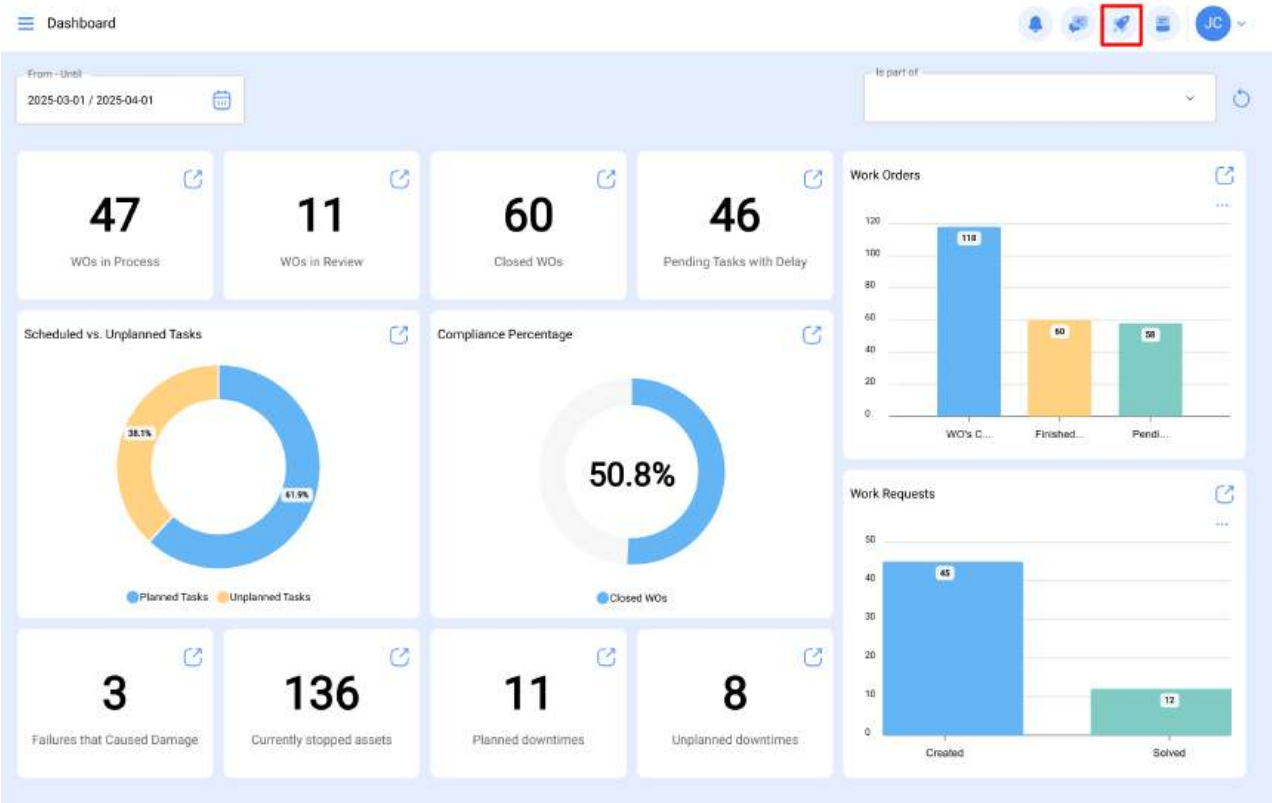 Dashboard
JC
From - Until
2025-03-01 / 2025-04-01
Is part of
47
WOs in Process
11
WOs in Review
60
Closed WOs
46
Pending Tasks with Delay
Work Orders
...
120
100
80
60
40
20
0
118
60
58
WO's C...
Finished...
Pendi...
Scheduled vs. Unplanned Tasks
38.1%
61.9%
Planned Tasks
Unplanned Tasks
Compliance Percentage
50.8%
Closed WOs
Work Requests
...
50
40
30
20
10
0
45
12
Created
Solved
3
Failures that Caused Damage
136
Currently stopped assets
11
Planned downtimes
8
Unplanned downtimes